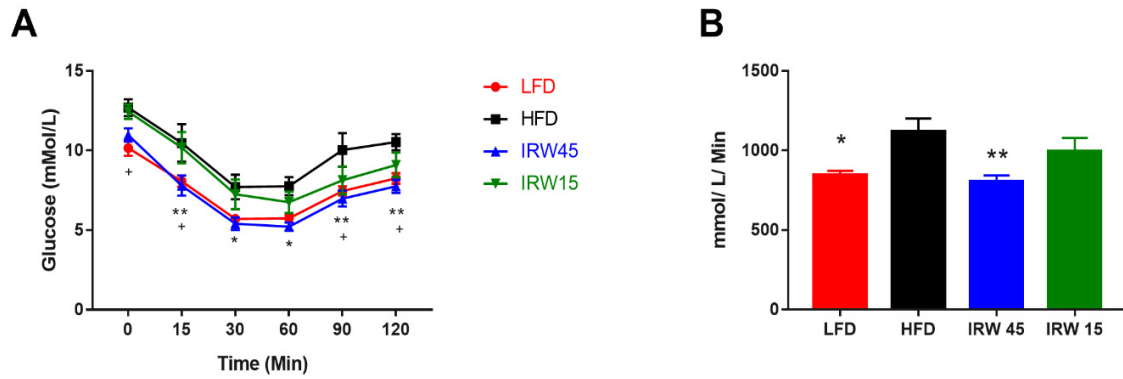 A
Glucose (mMol/L)
15
10
5
0
+
**
+
*
*
**
+
**
+
0 15 30 60 90 120
Time (Min)
LFD
HFD
IRW45
IRW15
B
mmol/ L/ Min
1500
1000
500
0
*
**
LFD HFD IRW 45 IRW 15